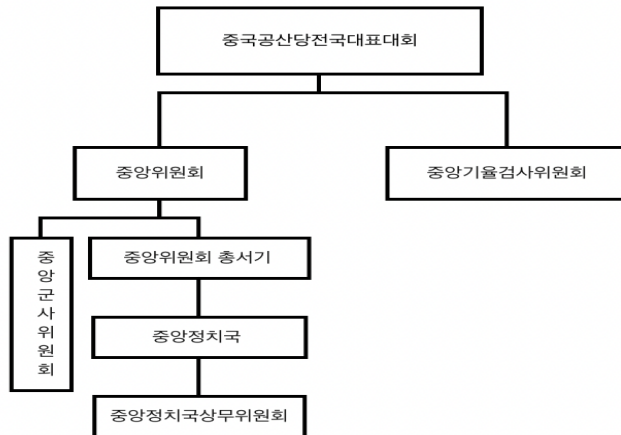 중국공산당전국대표대회
중앙위원회
중앙기율검사위원회
중앙군사위원회
중앙위원회 총서기
중앙정치국
중앙정치국상무위원회